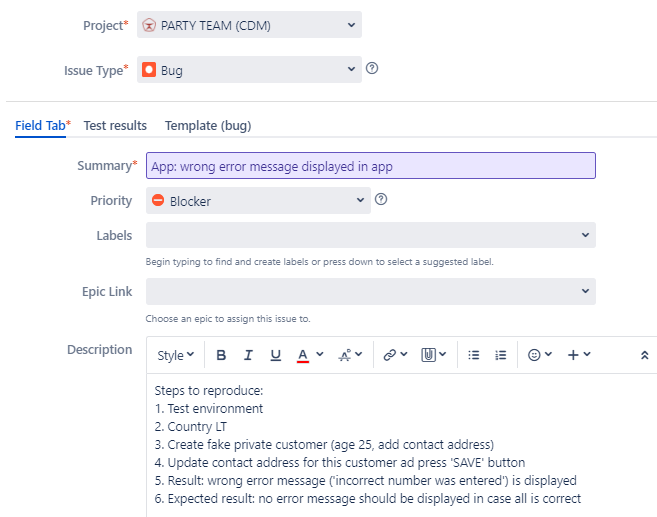 Project* PARTY TEAM (CDM)
Issue Type* Bug
Field Tab* Test results Template (bug)
Summary* App: wrong error message displayed in app
Priority Blocker
Labels
Begin typing to find and create labels or press down to select a suggested label.
Epic Link
Choose an epic to assign this issue to.
Description Style B I U A
Steps to reproduce:
1. Test environment
2. Country LT
3. Create fake private customer (age 25, add contact address)
4. Update contact address for this customer ad press 'SAVE' button
5. Result: wrong error message ('incorrect number was entered') is displayed
6. Expected result: no error message should be displayed in case all is correct